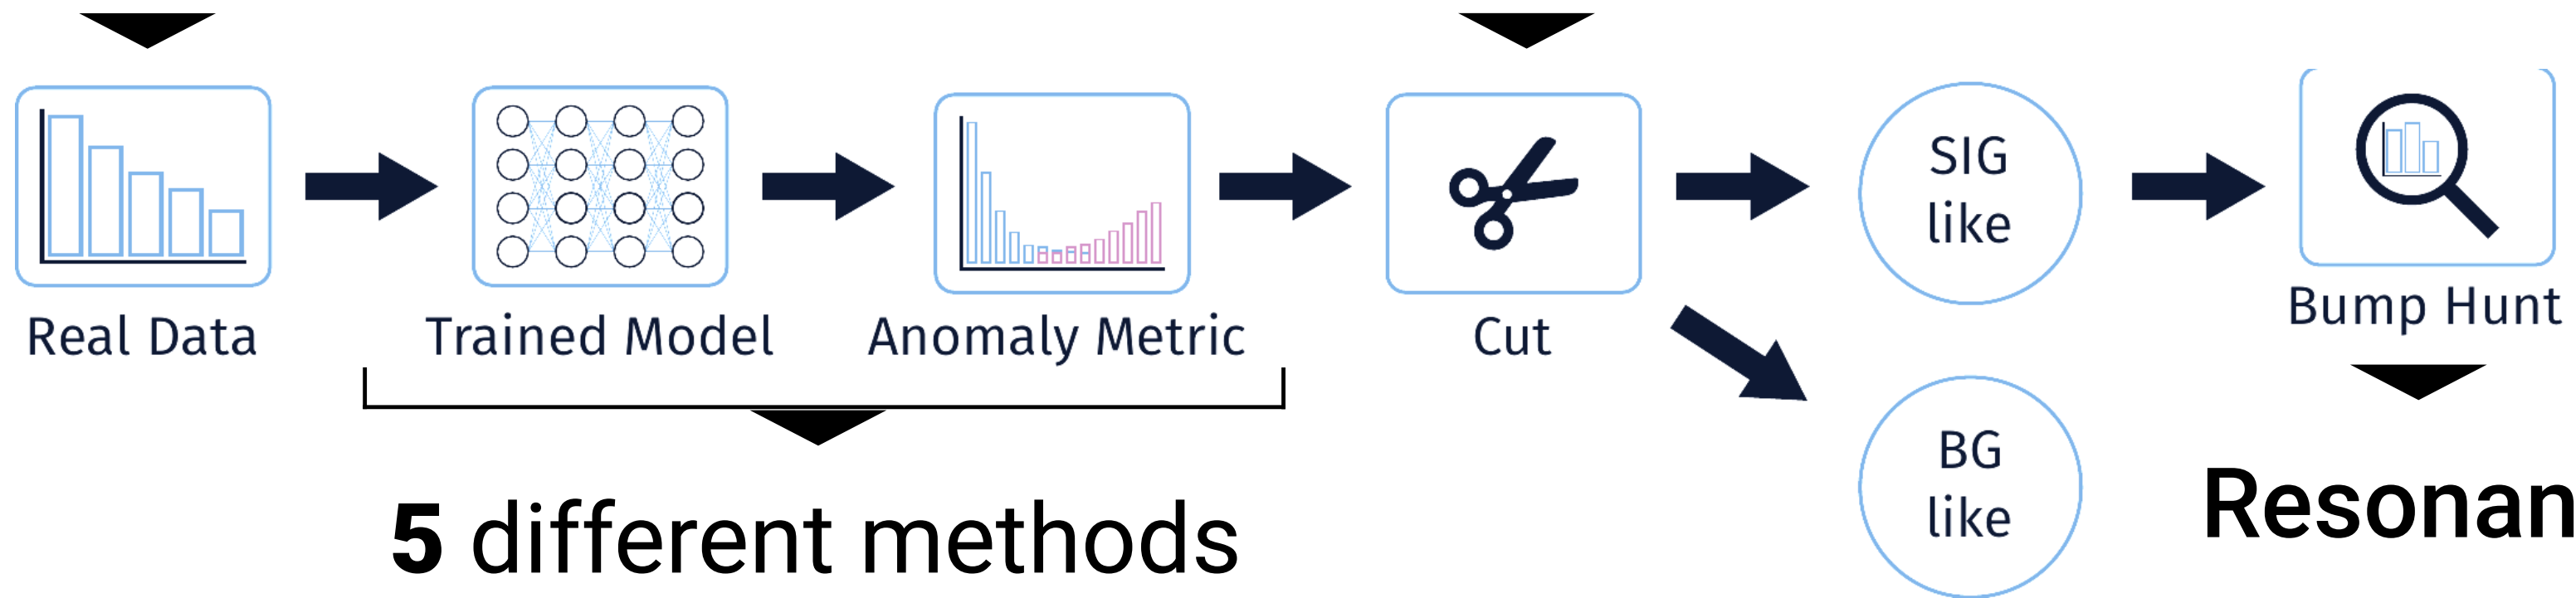 Real Data
Trained Model
Anomaly Metric
Cut
SIG
like
BG
like
Bump Hunt
5 different methods
Resonan